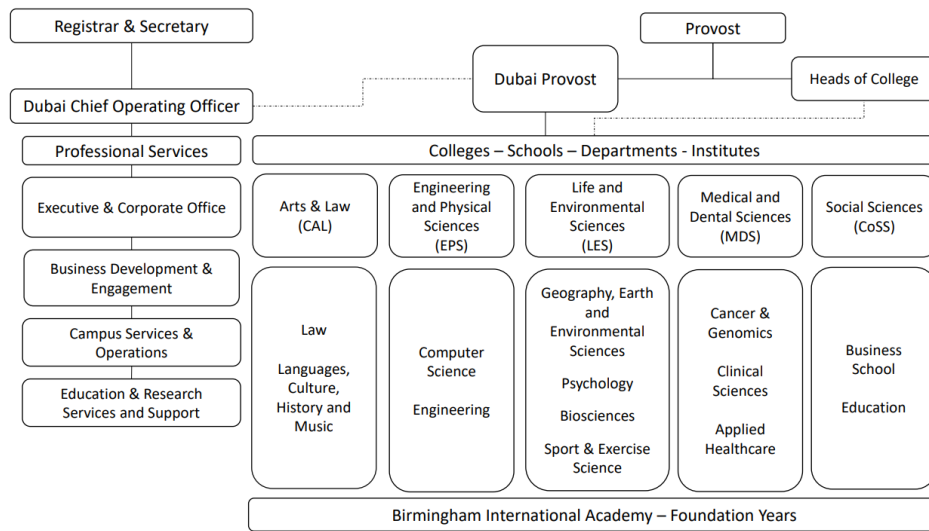 Registrar & Secretary
Provost
Dubai Provost
Heads of College
Dubai Chief Operating Officer
Professional Services
Colleges – Schools – Departments - Institutes
Executive & Corporate Office
Business Development &
Engagement
Campus Services &
Operations
Education & Research
Services and Support
Arts & Law
(CAL)
Engineering
and Physical
Sciences
(EPS)
Life and
Environmental
Sciences
(LES)
Medical and
Dental Sciences
(MDS)
Social Sciences
(CoSS)
Law
Languages,
Culture,
History and
Music
Computer
Science
Engineering
Geography, Earth
and
Environmental
Sciences
Psychology
Biosciences
Sport & Exercise
Science
Cancer &
Genomics
Clinical
Sciences
Applied
Healthcare
Business
School
Education
Birmingham International Academy – Foundation Years